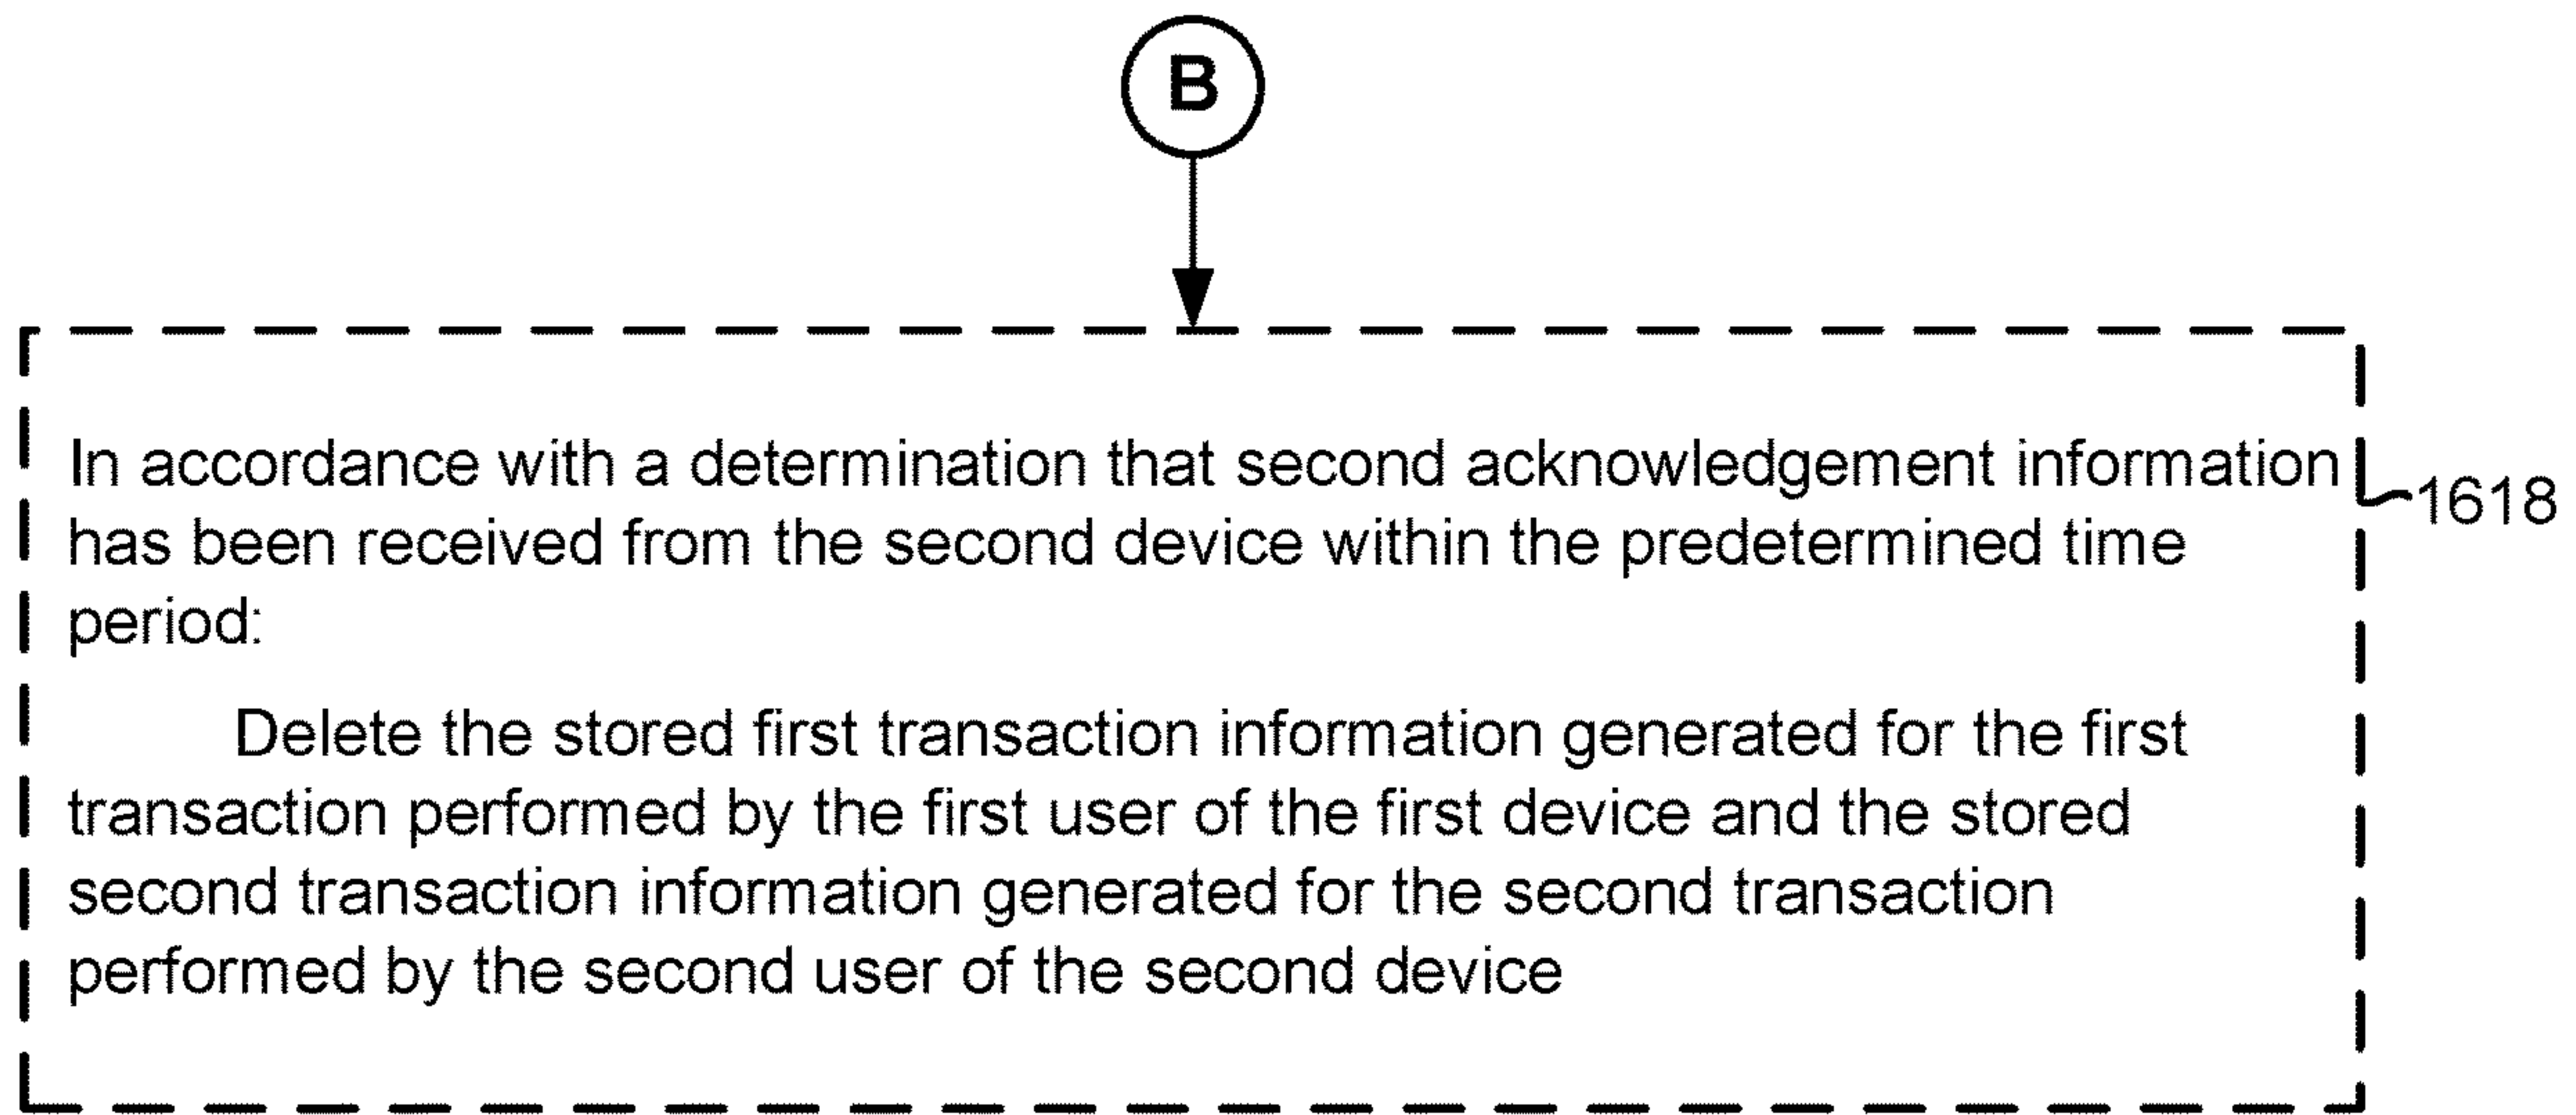 B
In accordance with a determination that second acknowledgement information
has been received from the second device within the predetermined time
period:
Delete the stored first transaction information generated for the first
transaction performed by the first user of the first device and the stored
second transaction information generated for the second transaction
performed by the second user of the second device
1618